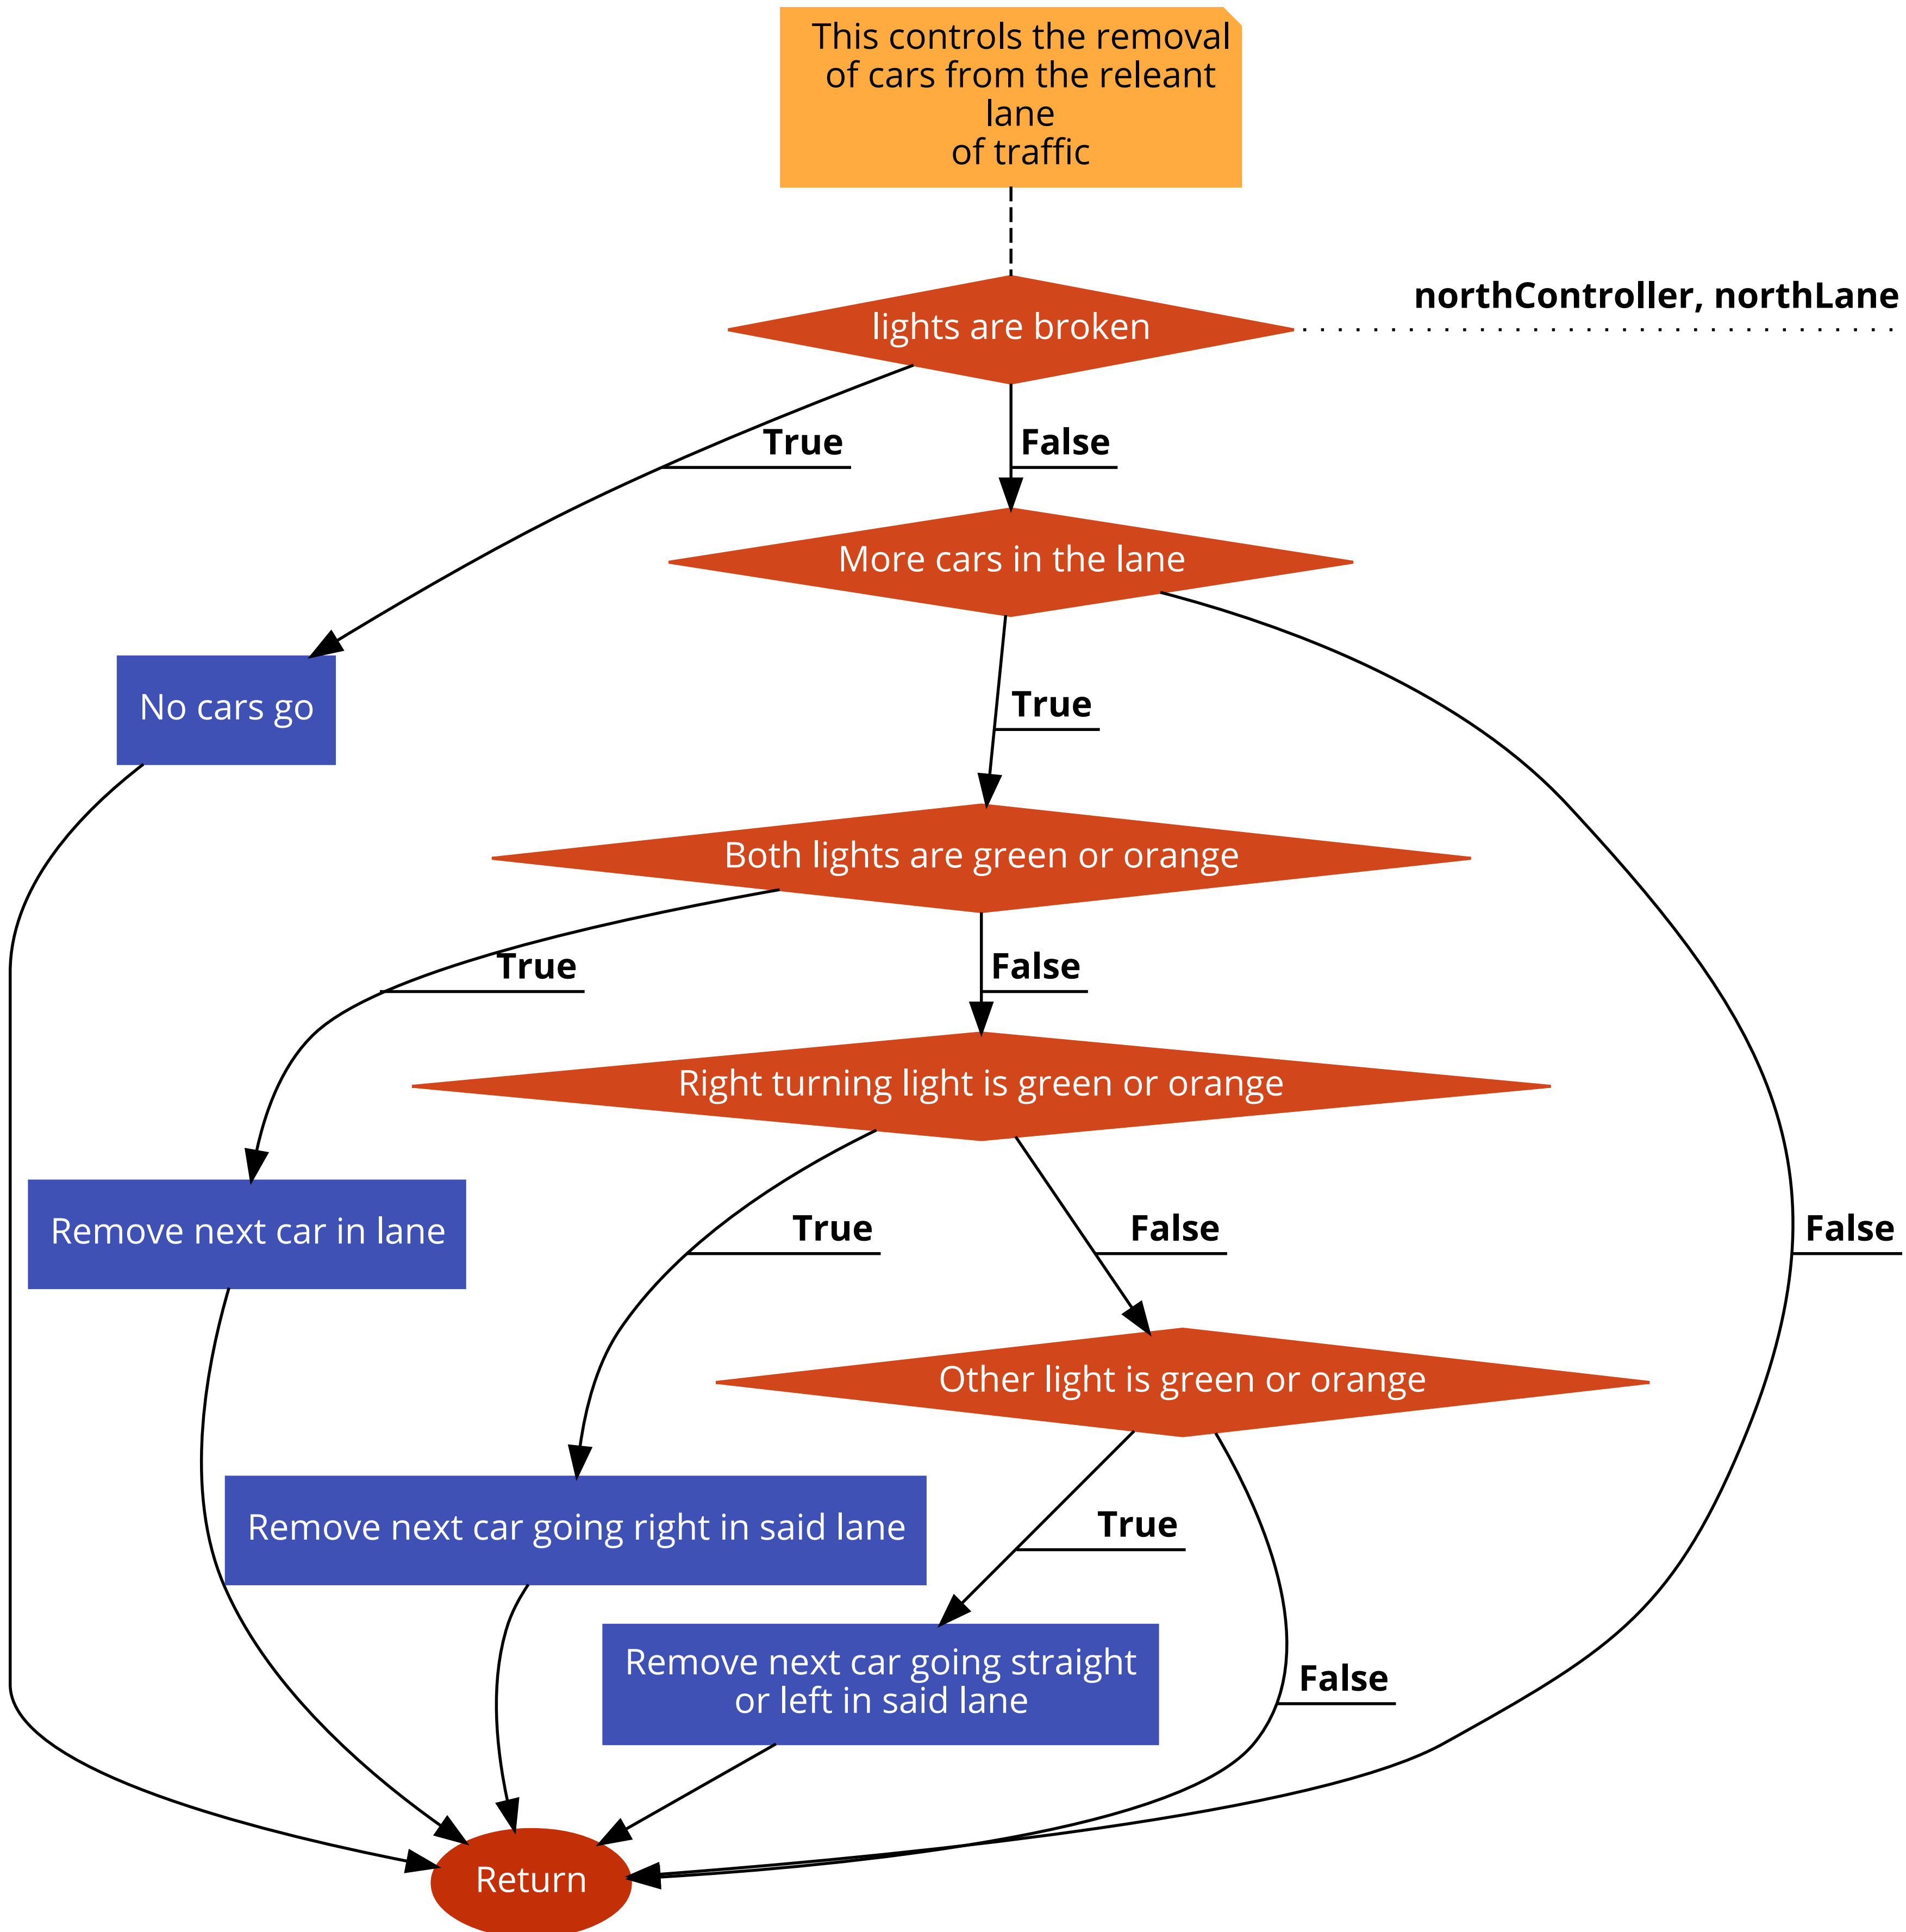 This controls the removal
of cars from the releant
lane
of traffic
northController, northLane
lights are broken
True
False
More cars in the lane
No cars go
True
Both lights are green or orange
True
False
Right turning light is green or orange
Remove next car in lane
True
False
False
Other light is green or orange
Remove next car going right in said lane
True
Remove next car going straight
or left in said lane
False
Return